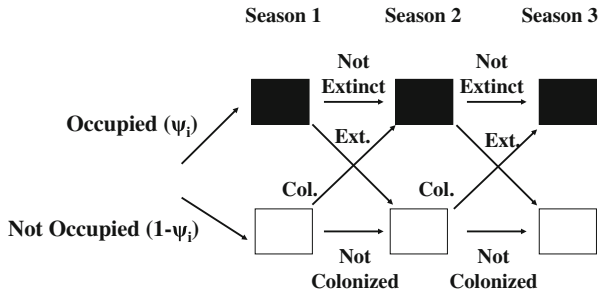 Season 1 Season 2 Season 3
Not
Extinct
Not
Extinct
Occupied (ψi)
Ext.
Col.
Col.
Not Occupied (1-ψi)
Not
Colonized
Not
Colonized